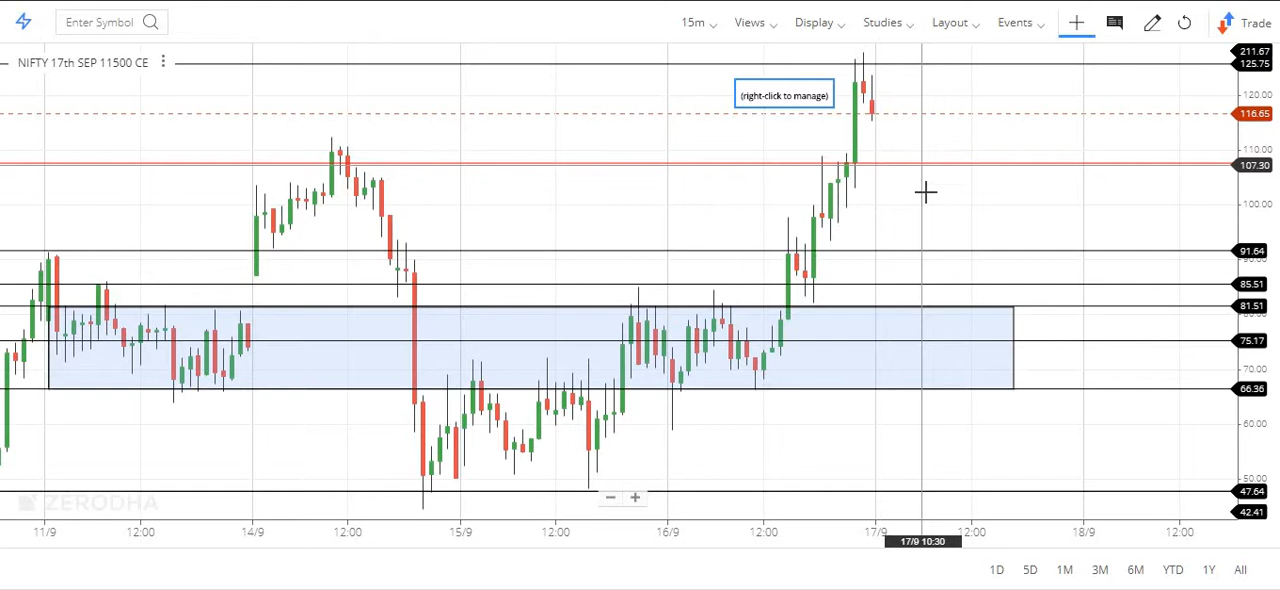 Enter Symbol
15m Views Display Studies Layout Events Trade
NIFTY 17th SEP 11500 CE
(right-click to manage)
211.67
125.75
120.00
116.65
110.00
107.30
100.00
91.64
85.51
81.51
75.17
70.00
66.36
60.00
50.00
47.64
42.41
ZERODHA
11/9 12:00 14/9 12:00 15/9 12:00 16/9 12:00 17/9 12:00 18/9 12:00
17/9 10:30
1D 5D 1M 3M 6M YTD 1Y All